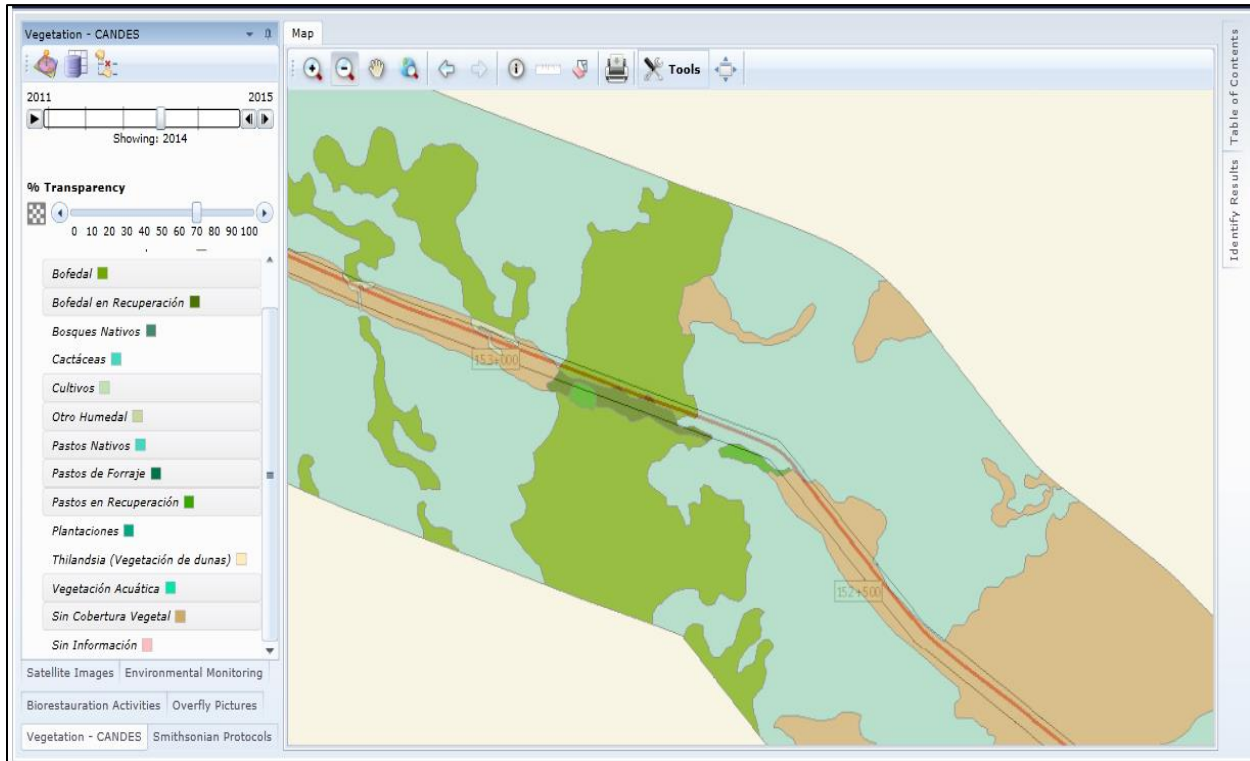 Vegetation - CANDES
2011 2015
Showing: 2014
% Transparency
0 10 20 30 40 50 60 70 80 90 100
Bofedal
Bofedal en Recuperación
Bosques Nativos
Cactáceas
Cultivos
Otro Humedal
Pastos Nativos
Pastos de Forraje
Pastos en Recuperación
Plantaciones
Thilandsia (Vegetación de dunas)
Vegetación Acuática
Sin Cobertura Vegetal
Sin Información
Satellite Images Environmental Monitoring
Biorestauration Activities Overfly Pictures
Vegetation - CANDES Smithsonian Protocols
Map
Tools
153+000
152+500
Table of Contents
Identify Results